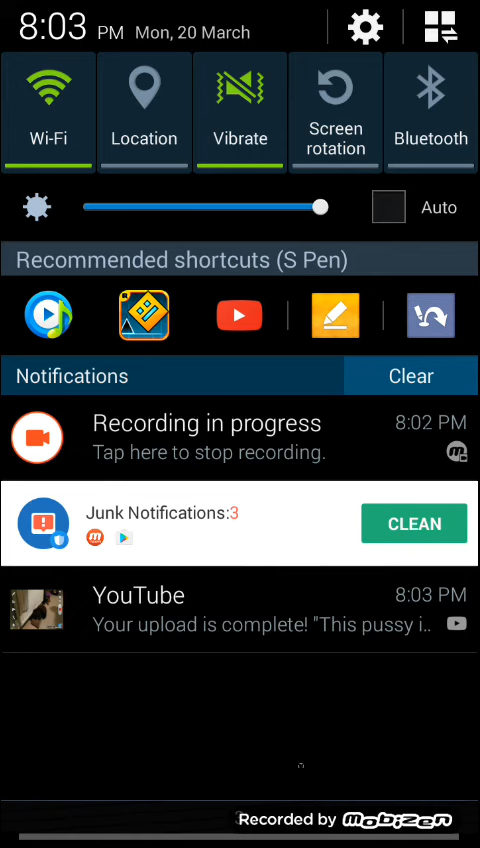 8:03 PM Mon, 20 March
Wi-Fi
Location
Vibrate
Screen
rotation
Bluetooth
Auto
Recommended shortcuts (S Pen)
Notifications
Clear
Recording in progress
8:02 PM
Tap here to stop recording.
Junk Notifications:3
CLEAN
YouTube
8:03 PM
Your upload is complete! "This pussy i..
Recorded by Mobizen